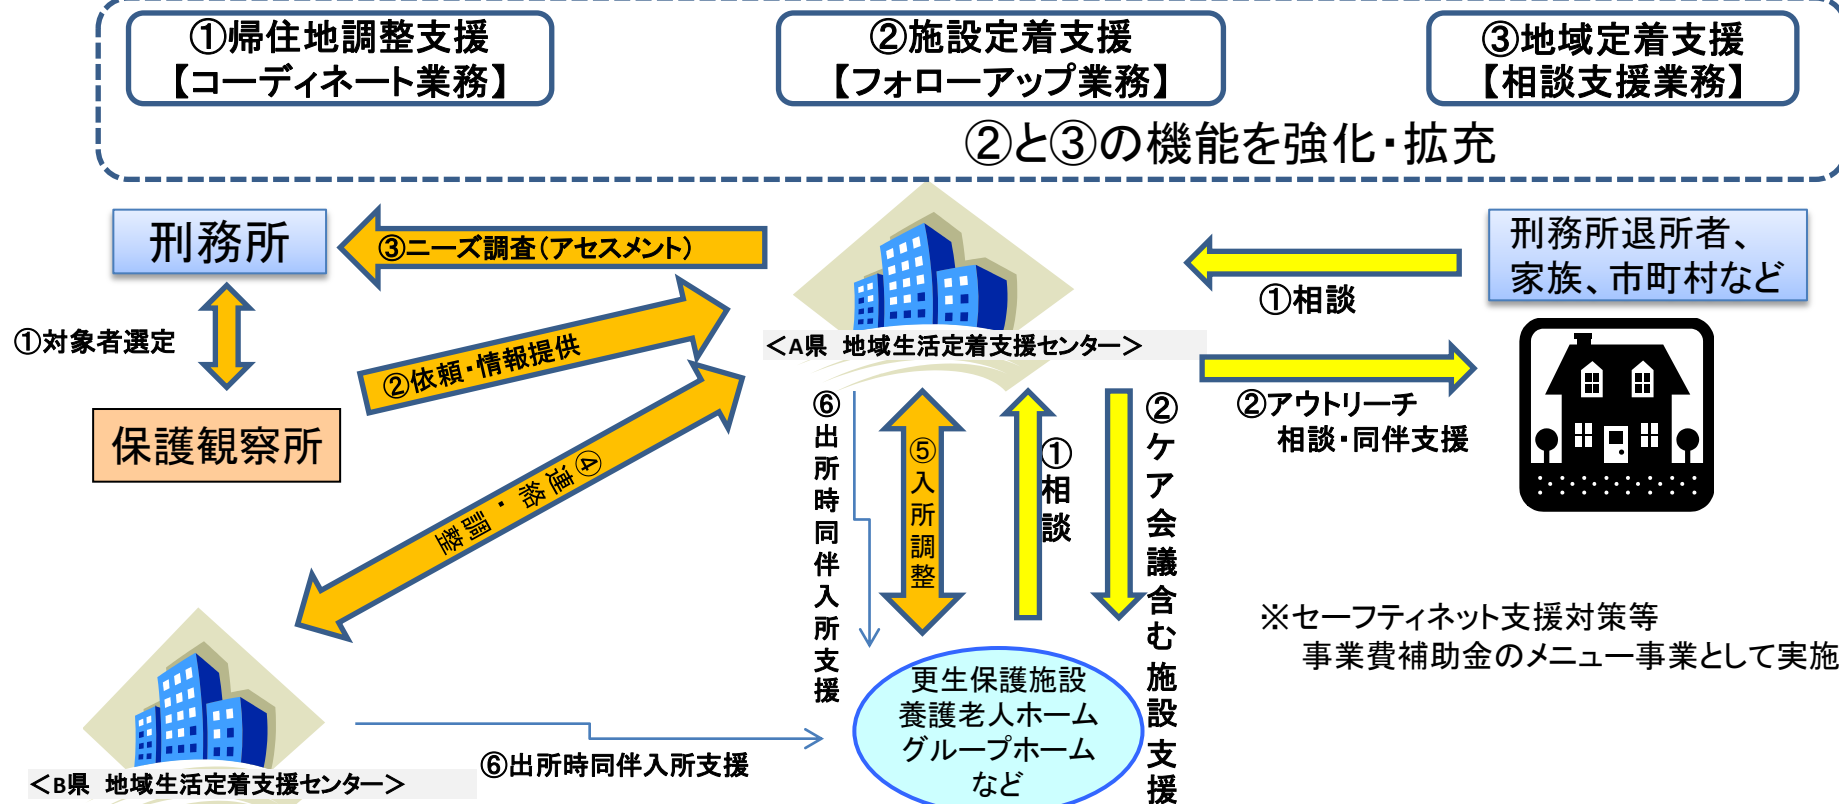 ①帰住地調整支援
【コーディネート業務】
②施設定着支援
【フォローアップ業務】
③地域定着支援
【相談支援業務】
②と③の機能を強化・拡充
刑務所
③ニーズ調査(アセスメント)
刑務所退所者、
家族、市町村など
①相談
①対象者選定
②依頼・情報提供
<A県 地域生活定着支援センター>
②アウトリーチ
相談・同伴支援
保護観察所
④連絡・調整
⑥出所時同伴入所支援
⑤入所調整
①相談
②ケア会議含む施設支援
※セーフティネット支援対策等
事業費補助金のメニュー事業として実施
更生保護施設
養護老人ホーム
グループホーム
など
⑥出所時同伴入所支援
<B県 地域生活定着支援センター>